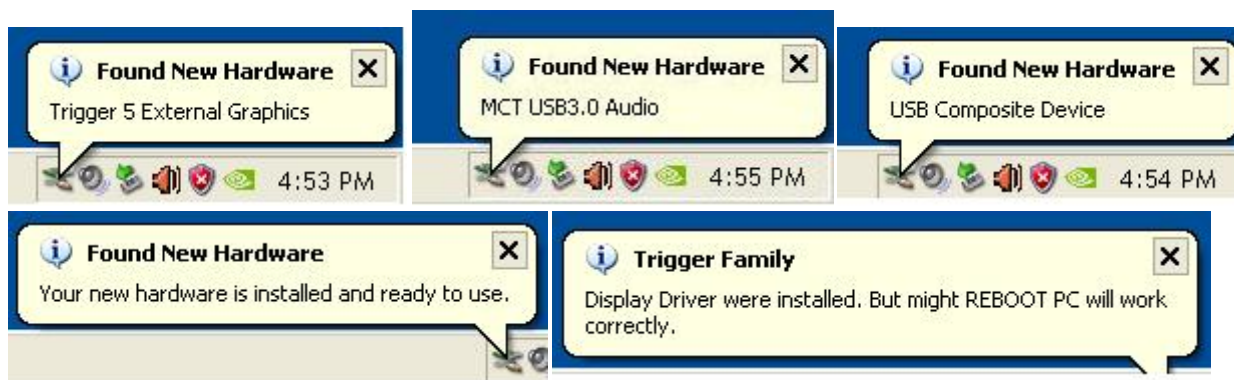 Found New Hardware
Trigger 5 External Graphics
4:53 PM
Found New Hardware
MCT USB3.0 Audio
4:55 PM
Found New Hardware
USB Composite Device
4:54 PM
Found New Hardware
Your new hardware is installed and ready to use.
Trigger Family
Display Driver were installed. But might REBOOT PC will work
correctly.